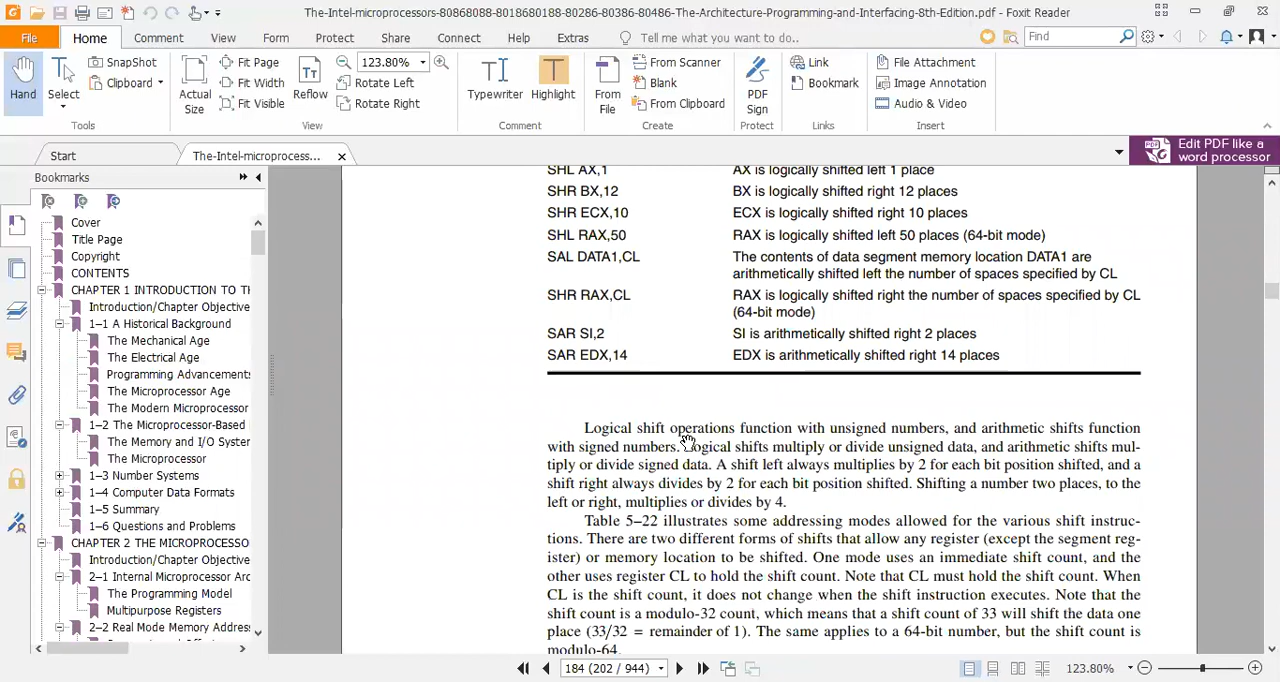 The-Intel-microprocessors-80868088-8018680188-80286-80386-80486-The-Architecture-Programming-and-Interfacing-8th-Edition.pdf - Foxit Reader
File Home Comment View Form Protect Share Connect Help Extras Tell me what you want to do.. Find
Hand
Select
SnapShot
Clipboard
Tools
Actual Size
Fit Page
Fit Width
Fit Visible
Reflow
123.80%
Rotate Left
Rotate Right
View
Typewriter
Highlight
Comment
From File
From Scanner
Blank
From Clipboard
Create
PDF Sign
Protect
Link
Bookmark
Links
File Attachment
Image Annotation
Audio & Video
Insert
Start
The-Intel-microprocess...
Edit PDF like a
word processor
Bookmarks
Cover
Title Page
Copyright
CONTENTS
CHAPTER 1 INTRODUCTION TO TH
Introduction/Chapter Objective
1–1 A Historical Background
The Mechanical Age
The Electrical Age
Programming Advancements
The Microprocessor Age
The Modern Microprocessor
1–2 The Microprocessor-Based
The Memory and I/O System
The Microprocessor
1–3 Number Systems
1–4 Computer Data Formats
1–5 Summary
1–6 Questions and Problems
CHAPTER 2 THE MICROPROCESSO
Introduction/Chapter Objective
2–1 Internal Microprocessor Arc
The Programming Model
Multipurpose Registers
2–2 Real Mode Memory Address
SHL AX,1 AX is logically shifted left 1 place
SHR BX,12 BX is logically shifted right 12 places
SHR ECX,10 ECX is logically shifted right 10 places
SHL RAX,50 RAX is logically shifted left 50 places (64-bit mode)
SAL DATA1,CL The contents of data segment memory location DATA1 are
arithmetically shifted left the number of spaces specified by CL
SHR RAX,CL RAX is logically shifted right the number of spaces specified by CL
(64-bit mode)
SAR SI,2 SI is arithmetically shifted right 2 places
SAR EDX,14 EDX is arithmetically shifted right 14 places
Logical shift operations function with unsigned numbers, and arithmetic shifts function
with signed numbers. Logical shifts multiply or divide unsigned data, and arithmetic shifts mul-
tiply or divide signed data. A shift left always multiplies by 2 for each bit position shifted, and a
shift right always divides by 2 for each bit position shifted. Shifting a number two places, to the
left or right, multiplies or divides by 4.
Table 5–22 illustrates some addressing modes allowed for the various shift instruc-
tions. There are two different forms of shifts that allow any register (except the segment reg-
ister) or memory location to be shifted. One mode uses an immediate shift count, and the
other uses register CL to hold the shift count. Note that CL must hold the shift count. When
CL is the shift count, it does not change when the shift instruction executes. Note that the
shift count is a modulo-32 count, which means that a shift count of 33 will shift the data one
place (33/32 = remainder of 1). The same applies to a 64-bit number, but the shift count is
modulo-64.
184 (202 / 944)
123.80%